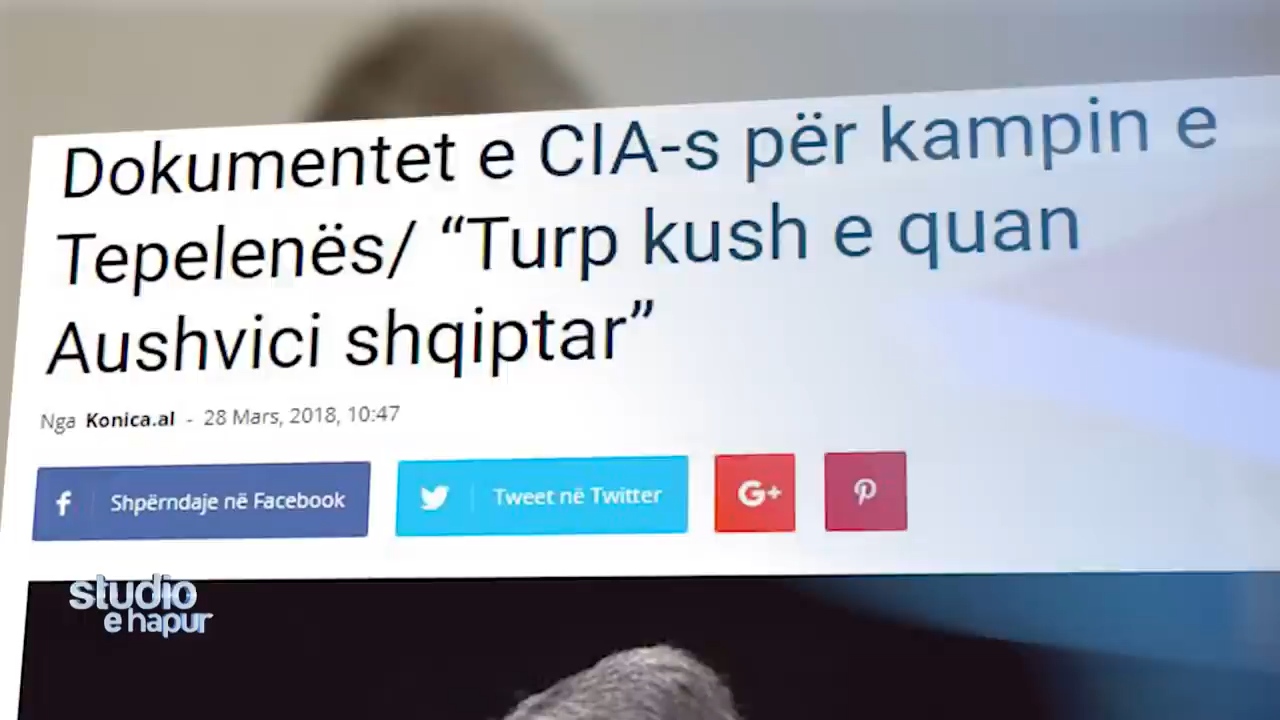 Dokumentet e CIA-s për kampin e
Tepelenës/ “Turp kush e quan
Aushvici shqiptar”
Nga Konica.al - 28 Mars, 2018, 10:47
f Shpërndaje në Facebook Tweet në Twitter G+
studio
e hapur